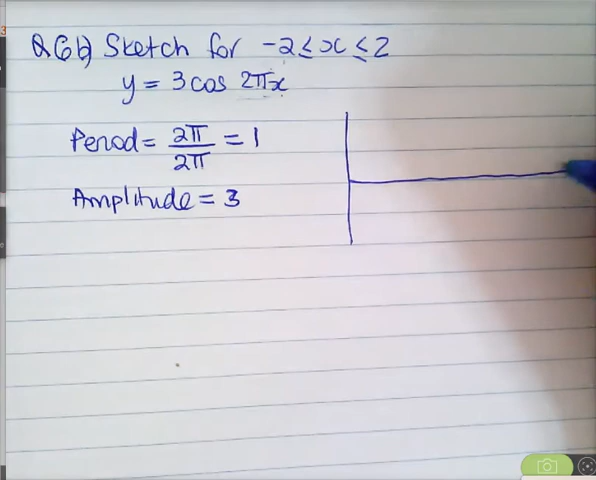 Q6b) Sketch for -2 ≤ x ≤ 2
y = 3 cos 2πx
Period = 2π/2π = 1
Amplitude = 3